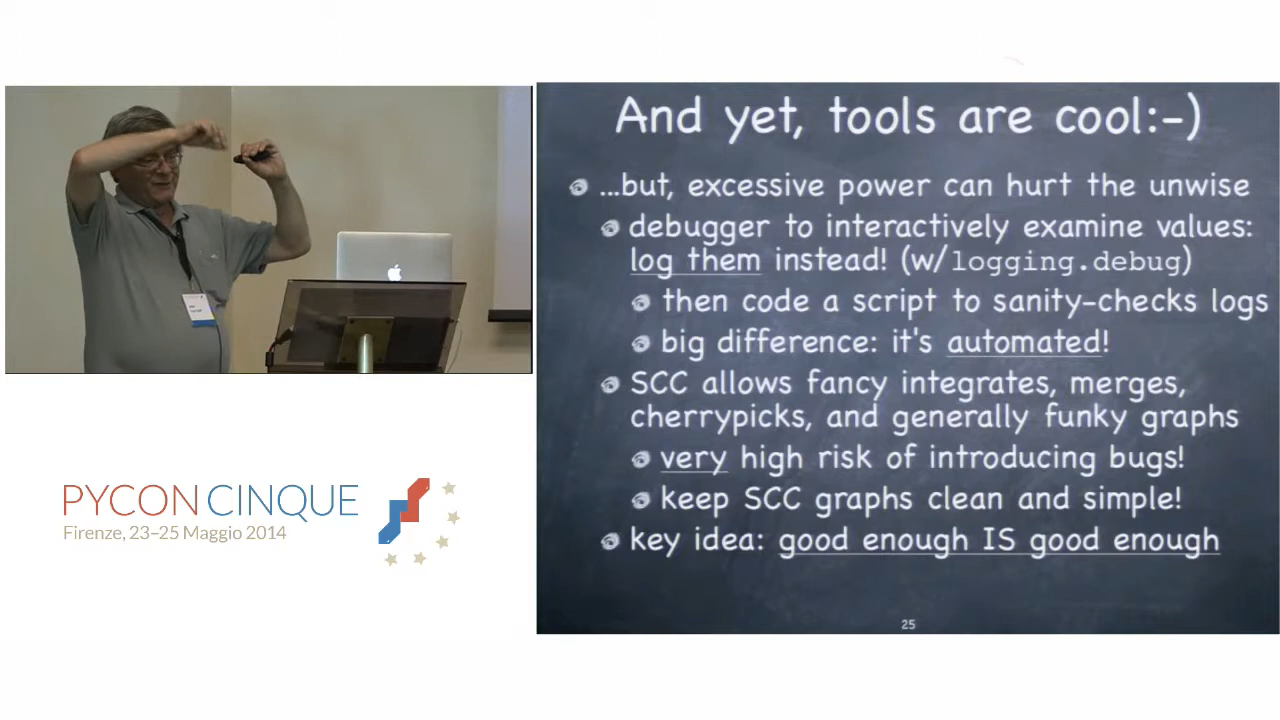 And yet, tools are cool:-)
...but, excessive power can hurt the unwise
debugger to interactively examine values:
log them instead! (w/logging.debug)
then code a script to sanity-checks logs
big difference: it's automated!
SCC allows fancy integrates, merges,
cherrypicks, and generally funky graphs
very high risk of introducing bugs!
keep SCC graphs clean and simple!
key idea: good enough IS good enough
25
PYCON CINQUE
Firenze, 23–25 Maggio 2014